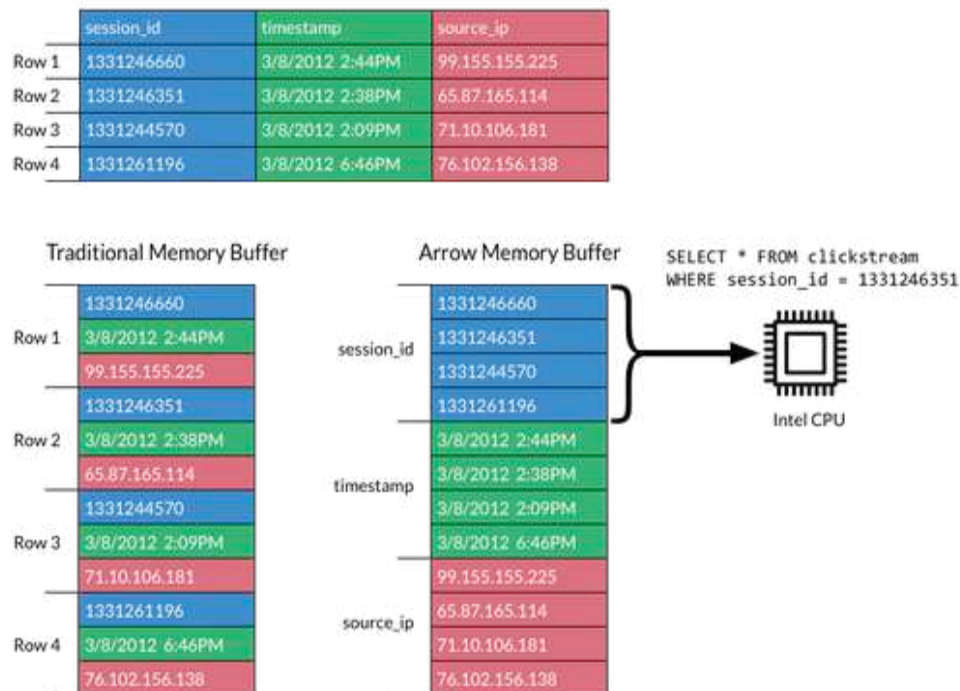 session_id timestamp source_ip
Row 1 1331246660 3/8/2012 2:44PM 99.155.155.225
Row 2 1331246351 3/8/2012 2:38PM 65.87.165.114
Row 3 1331244570 3/8/2012 2:09PM 71.10.106.181
Row 4 1331261196 3/8/2012 6:46PM 76.102.156.138
Traditional Memory Buffer
1331246660
Row 1 3/8/2012 2:44PM
99.155.155.225
1331246351
Row 2 3/8/2012 2:38PM
65.87.165.114
1331244570
Row 3 3/8/2012 2:09PM
71.10.106.181
1331261196
Row 4 3/8/2012 6:46PM
76.102.156.138
Arrow Memory Buffer
session_id
1331246660
1331246351
1331244570
1331261196
timestamp
3/8/2012 2:44PM
3/8/2012 2:38PM
3/8/2012 2:09PM
3/8/2012 6:46PM
source_ip
99.155.155.225
65.87.165.114
71.10.106.181
76.102.156.138
SELECT * FROM clickstream
WHERE session_id = 1331246351
Intel CPU